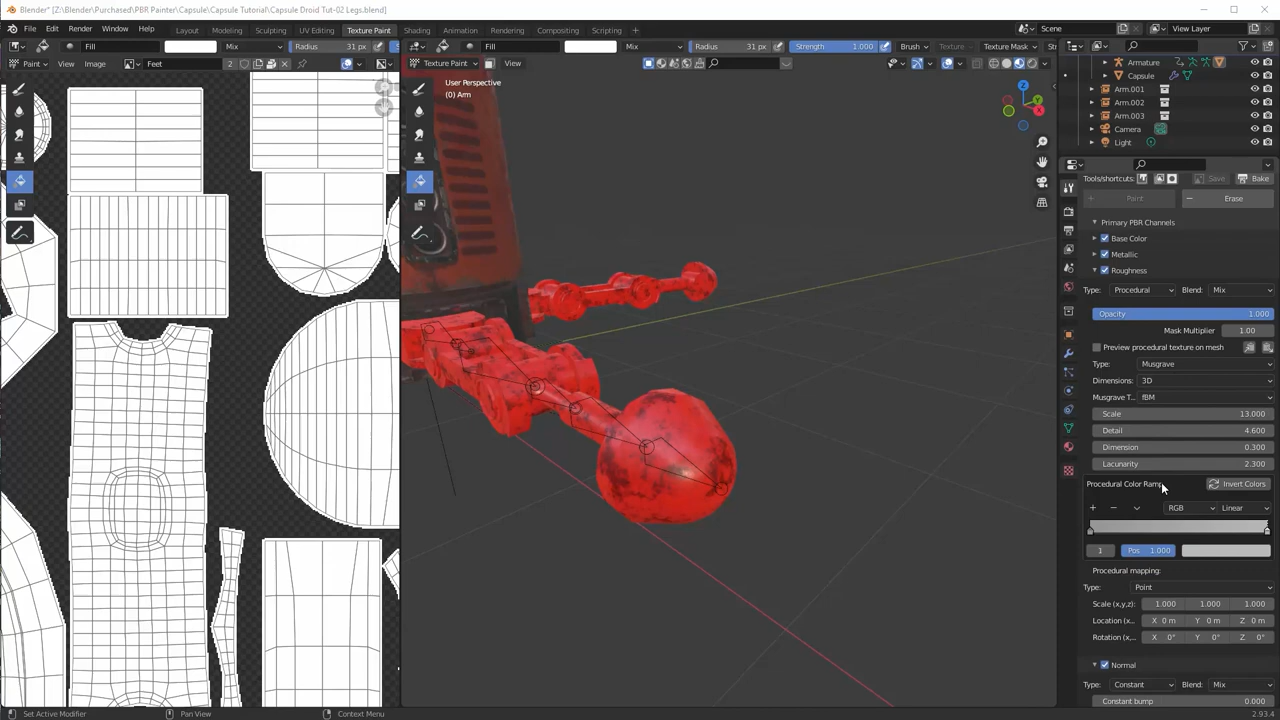 Blender* [Z:\Blender\Purchased\PBR Painter\Capsule Tutorial\Capsule Droid Tut-02 Legs.blend]
File Edit Render Window Help Layout Modeling Sculpting UV Editing Texture Paint Shading Animation Rendering Compositing Scripting Scene View Layer
Fill Mix Radius 31 px Fill Mix Radius 31 px Strength 1.000 Brush Texture Texture Mask
Paint View Image Feet 2 Texture Paint View
User Perspective
(0) Arm
Armature
Capsule
Arm.001
Arm.002
Arm.003
Camera
Light
Tools/shortcuts: Save Bake
Paint Erase
Primary PBR Channels
Base Color
Metallic
Roughness
Type: Procedural Blend: Mix
Opacity 1.000
Mask Multiplier 1.00
Preview procedural texture on mesh
Type: Musgrave
Dimensions: 3D
Musgrave T... fBM
Scale 13.000
Detail 4.600
Dimension 0.300
Lacunarity 2.300
Procedural Color Ramp Invert Colors
RGB Linear
1 Pos 1.000
Procedural mapping:
Type: Point
Scale (x,y,z): 1.000 1.000 1.000
Location (x... X 0 m Y 0 m Z 0 m
Rotation (x,... X 0° Y 0° Z 0°
Normal
Type: Constant Blend: Mix
Constant bump 0.000
Set Active Modifier Pan View Context Menu 2.93.4